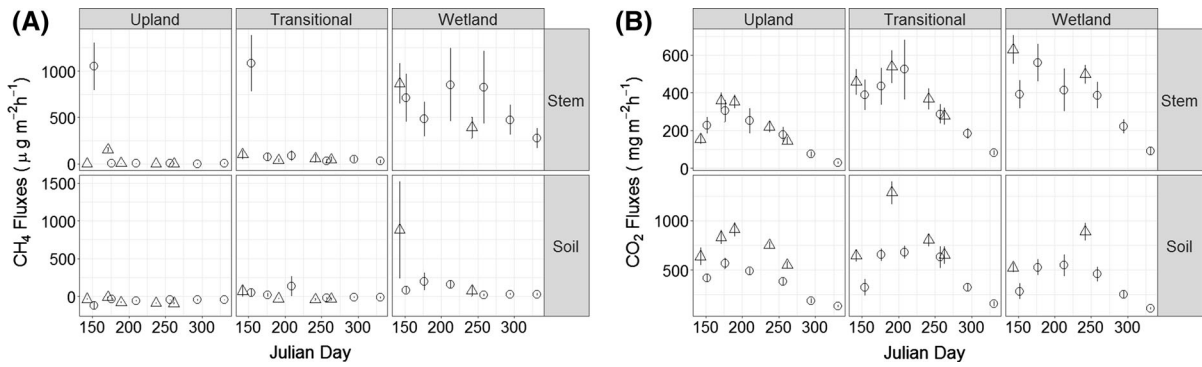 (A)
Upland Transitional Wetland
CH₄ Fluxes ( μ g m⁻²h⁻¹)
1000
500
0
Stem
1500
1000
500
0
Soil
150 200 250 300 150 200 250 300 150 200 250 300
Julian Day
(B)
Upland Transitional Wetland
CO₂ Fluxes ( mg m⁻²h⁻¹)
600
400
200
0
Stem
1000
500
Soil
150 200 250 300 150 200 250 300 150 200 250 300
Julian Day